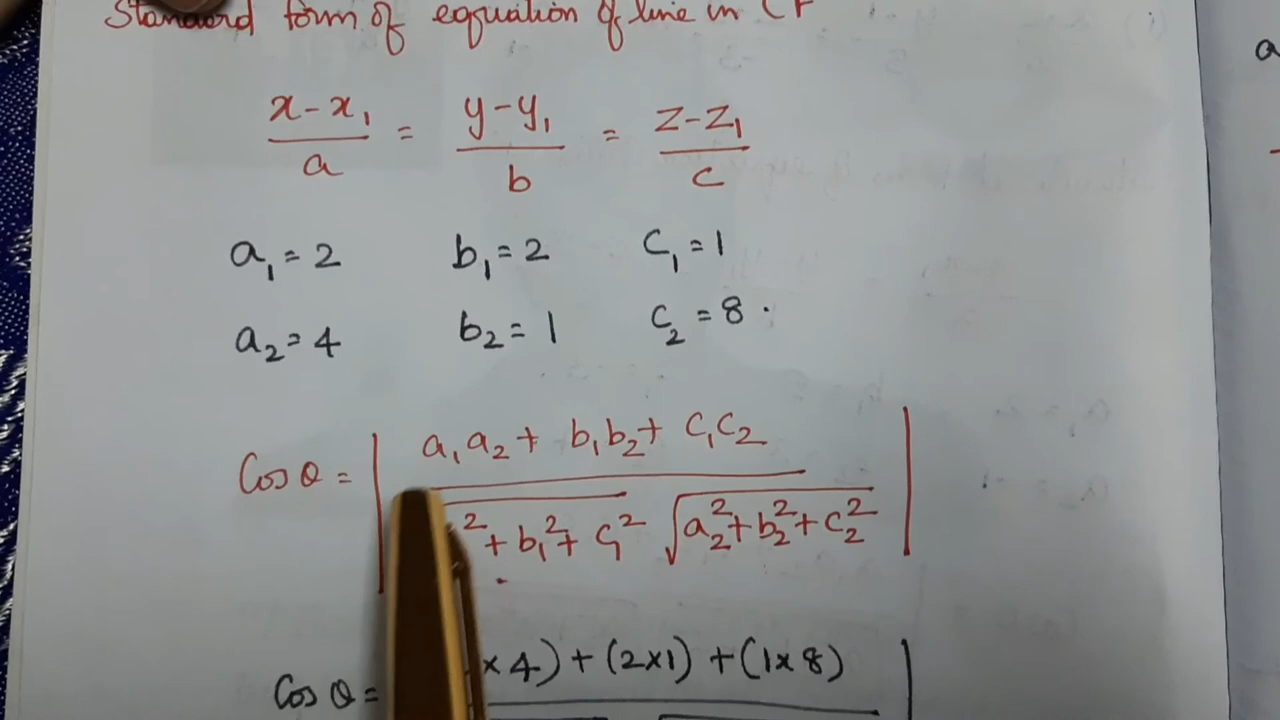 Standard form of equation of line in CF
x-x₁/a = y-y₁/b = z-z₁/c
a₁=2 b₁=2 c₁=1
a₂=4 b₂=1 c₂=8.
Cos θ = | a₁a₂ + b₁b₂ + c₁c₂ / ² + b₁² + c₁² √a₂²+b₂²+c₂² |
Cos θ = × 4) + (2×1) + (1×8) |
a